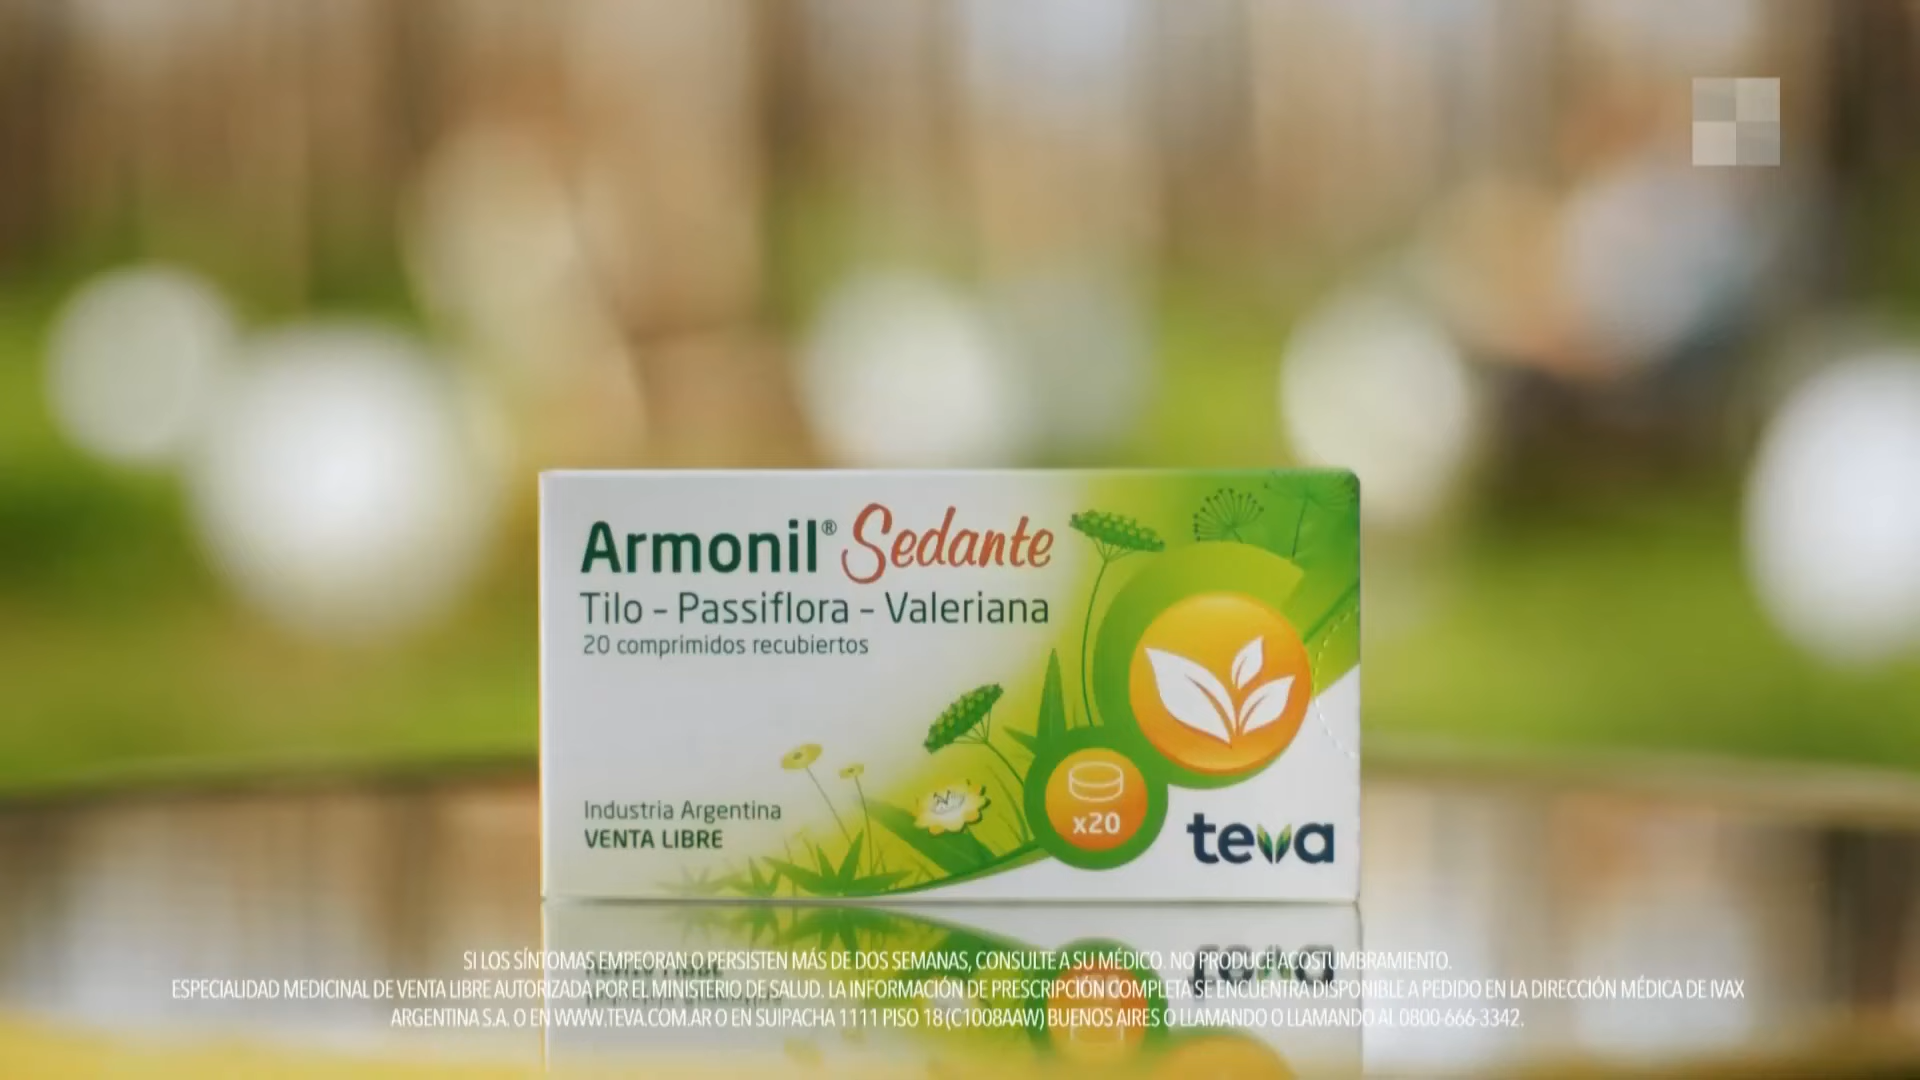 Armonil® Sedante
Tilo - Passiflora - Valeriana
20 comprimidos recubiertos
x20
Industria Argentina
VENTA LIBRE
teva
SI LOS SÍNTOMAS EMPEORAN O PERSISTEN MÁS DE DOS SEMANAS, CONSULTE A SU MÉDICO. NO PRODUCE ACOSTUMBRAMIENTO.
ESPECIALIDAD MEDICINAL DE VENTA LIBRE AUTORIZADA POR EL MINISTERIO DE SALUD. LA INFORMACIÓN DE PRESCRIPCIÓN COMPLETA SE ENCUENTRA DISPONIBLE A PEDIDO EN LA DIRECCIÓN MÉDICA DE IVAX
ARGENTINA S.A. O EN WWW.TEVA.COM.AR O EN SUIPACHA 1111 PISO 18 (C1008AAW) BUENOS AIRES O LLAMANDO O LLAMANDO AL 0800-666-3342.